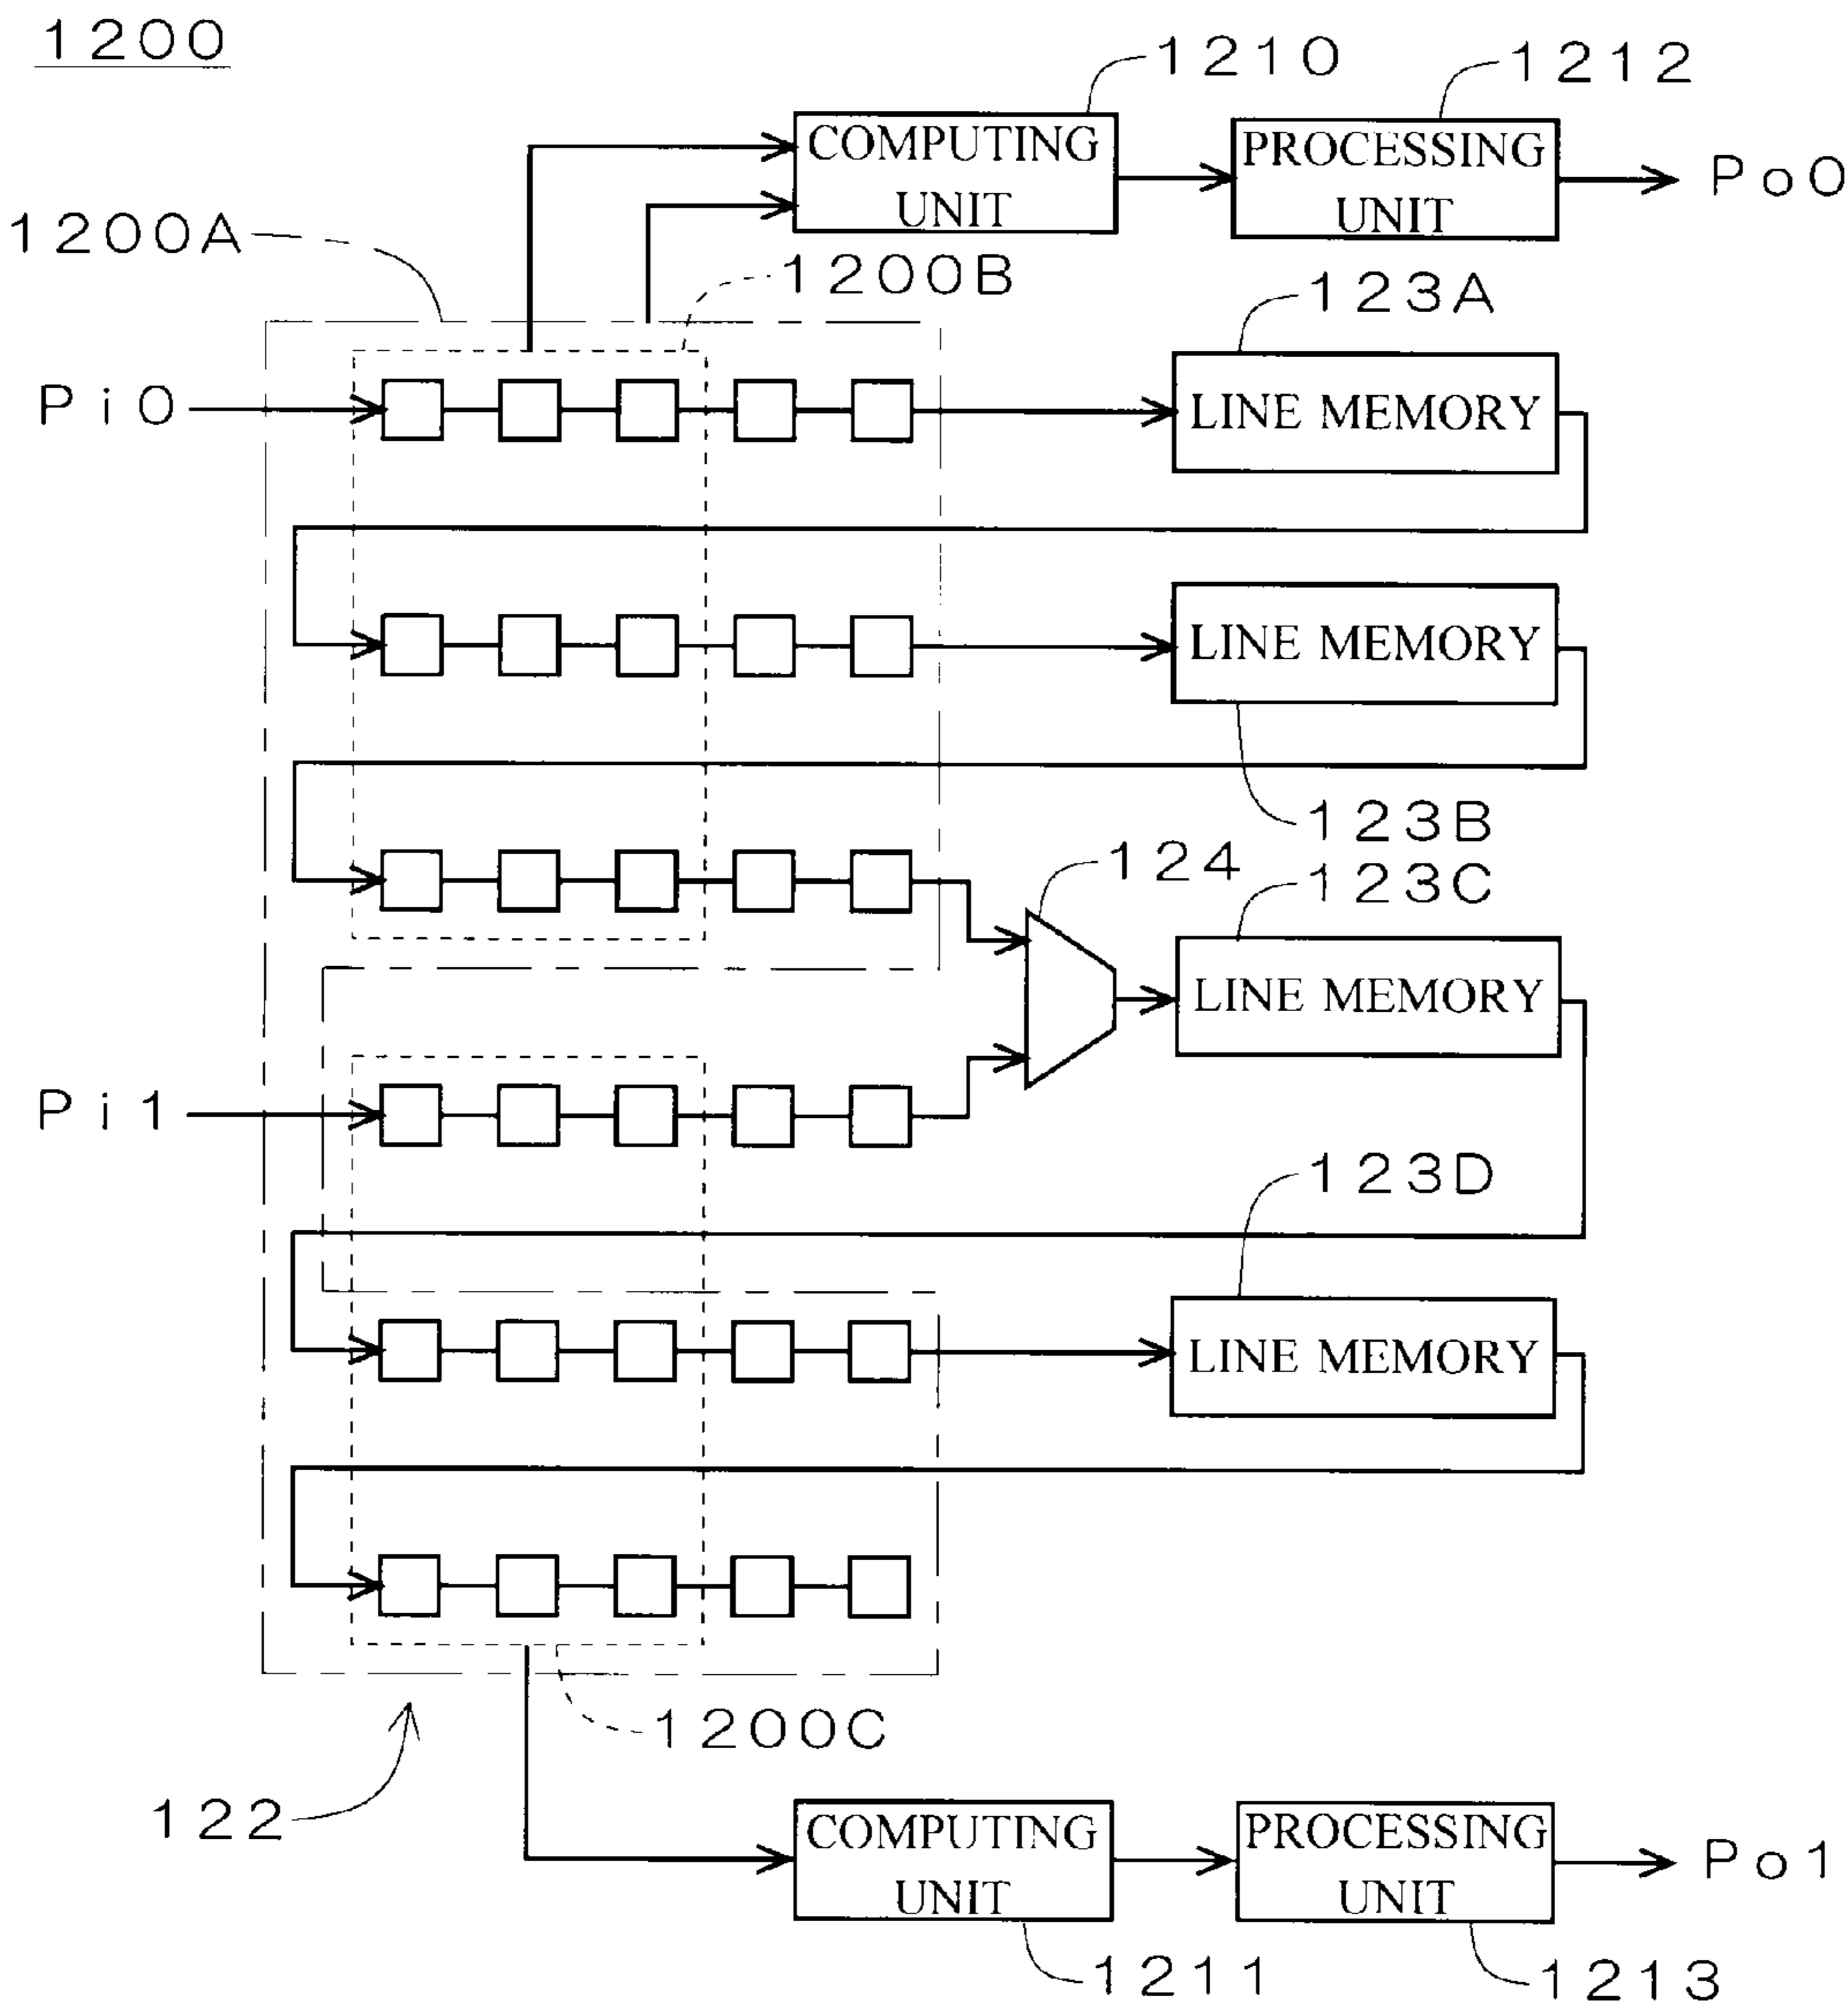 1200
1210
1212
COMPUTING
UNIT
PROCESSING
UNIT
Po0
1200A
1200B
123A
Pi0
LINE MEMORY
LINE MEMORY
123B
124
123C
LINE MEMORY
Pi1
123D
LINE MEMORY
1200C
122
COMPUTING
UNIT
PROCESSING
UNIT
Po1
1211
1213